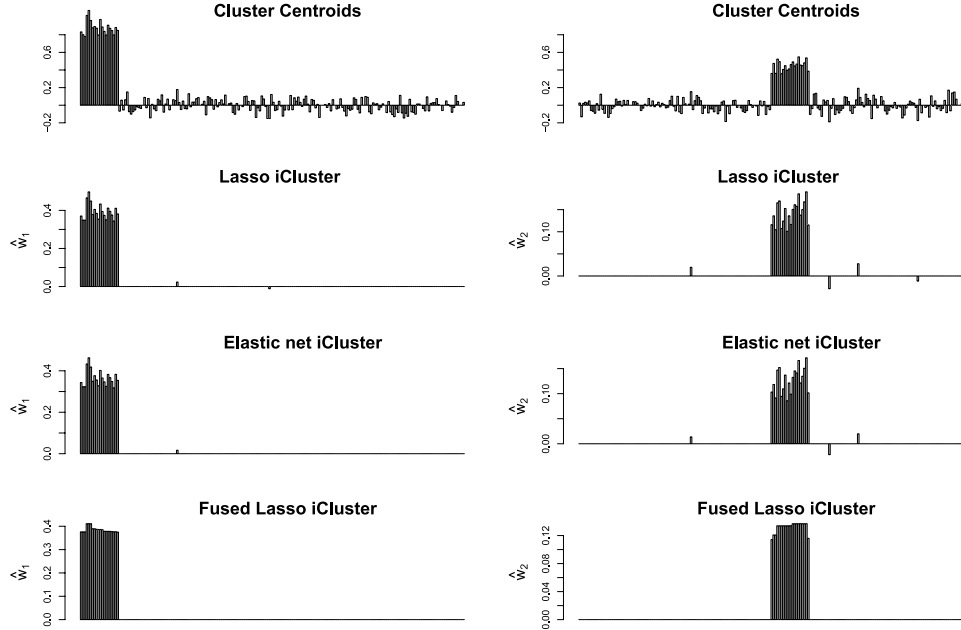 Cluster Centroids
0.6
0.2
−0.2
Lasso iCluster
0.4
0.2
0.0
ŵ1
Elastic net iCluster
0.4
0.2
0.0
ŵ1
Fused Lasso iCluster
0.4
0.3
0.2
0.1
0.0
ŵ1
Cluster Centroids
0.6
0.2
−0.2
Lasso iCluster
0.10
0.00
ŵ2
Elastic net iCluster
0.10
0.00
ŵ2
Fused Lasso iCluster
0.12
0.08
0.04
0.00
ŵ2